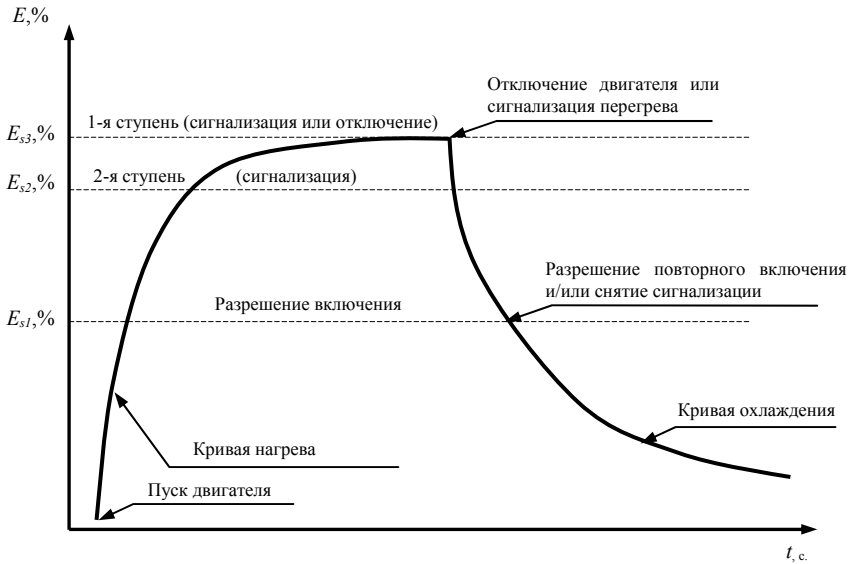 E,%
Отключение двигателя или
сигнализация перегрева
1-я ступень (сигнализация или отключение)
Es3,%
2-я ступень (сигнализация)
Es2,%
Разрешение повторного включения
и/или снятие сигнализации
Разрешение включения
Es1,%
Кривая охлаждения
Кривая нагрева
Пуск двигателя
t, с.